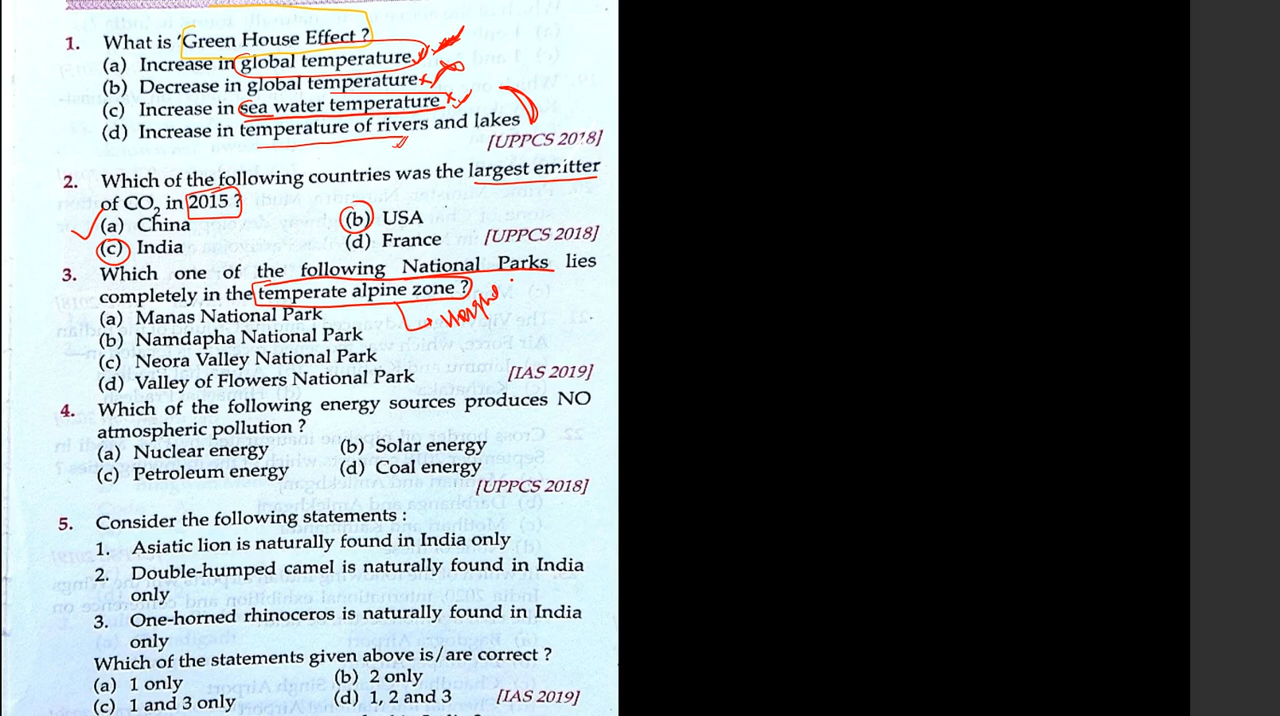 1. What is 'Green House Effect ?
(a) Increase in global temperature
(b) Decrease in global temperature
(c) Increase in sea water temperature
(d) Increase in temperature of rivers and lakes
[UPPCS 2018]
2. Which of the following countries was the largest emitter
of CO₂ in 2015 ?
(a) China (b) USA
(c) India (d) France [UPPCS 2018]
3. Which one of the following National Parks lies
completely in the temperate alpine zone ?
(a) Manas National Park
(b) Namdapha National Park
(c) Neora Valley National Park
(d) Valley of Flowers National Park [IAS 2019]
4. Which of the following energy sources produces NO
atmospheric pollution ?
(a) Nuclear energy (b) Solar energy
(c) Petroleum energy (d) Coal energy
[UPPCS 2018]
5. Consider the following statements :
1. Asiatic lion is naturally found in India only
2. Double-humped camel is naturally found in India
only
3. One-horned rhinoceros is naturally found in India
only
Which of the statements given above is/are correct ?
(a) 1 only (b) 2 only
(c) 1 and 3 only (d) 1, 2 and 3 [IAS 2019]